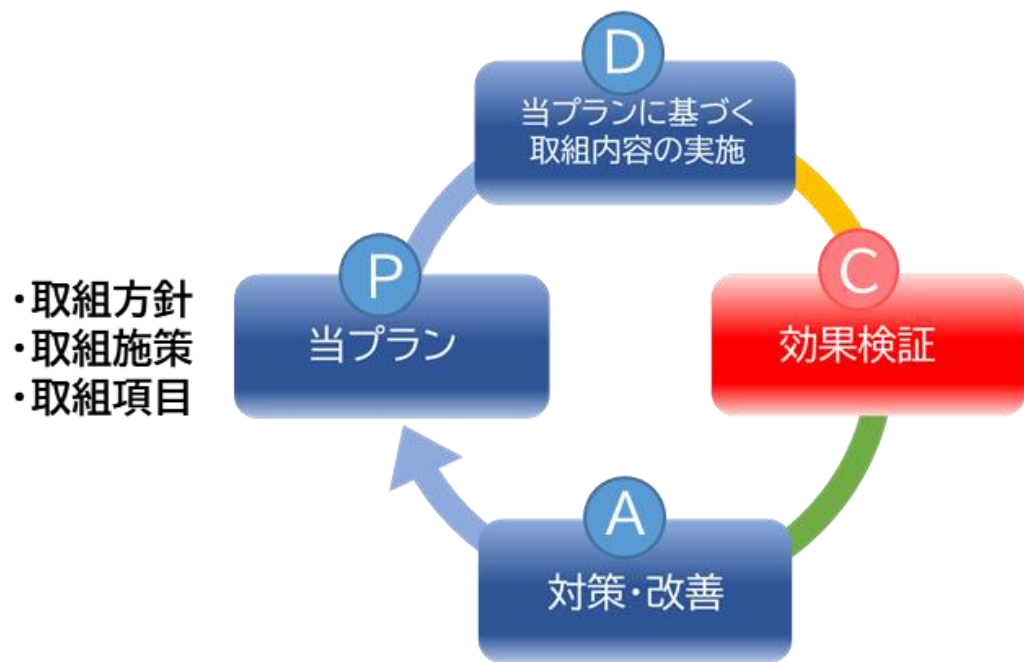 D
当プランに基づく
取組内容の実施
P
当プラン
・取組方針
・取組施策
・取組項目
C
効果検証
A
対策・改善